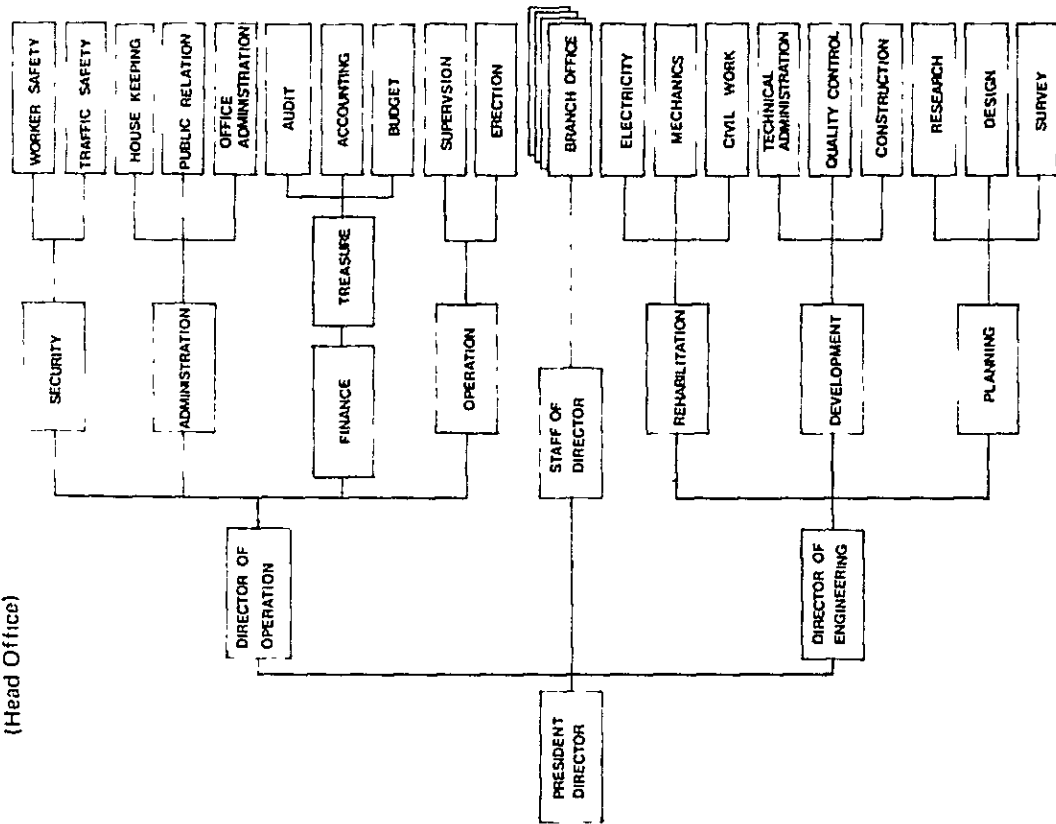 (Head Office)
PRESIDENT
DIRECTOR
DIRECTOR OF
OPERATION
STAFF OF
DIRECTOR
DIRECTOR OF
ENGINEERING
SECURITY
ADMINISTRATION
FINANCE
TREASURE
OPERATION
REHABILITATION
DEVELOPMENT
PLANNING
WORKER SAFETY
TRAFFIC SAFETY
HOUSE KEEPING
PUBLIC RELATION
OFFICE
ADMINISTRATION
AUDIT
ACCOUNTING
BUDGET
SUPERVSION
ERECTION
BRANCH OFFICE
ELECTRICITY
MECHANICS
CIVIL WORK
TECHNICAL
ADMINISTRATION
QUALITY CONTROL
CONSTRUCTION
RESEARCH
DESIGN
SURVEY